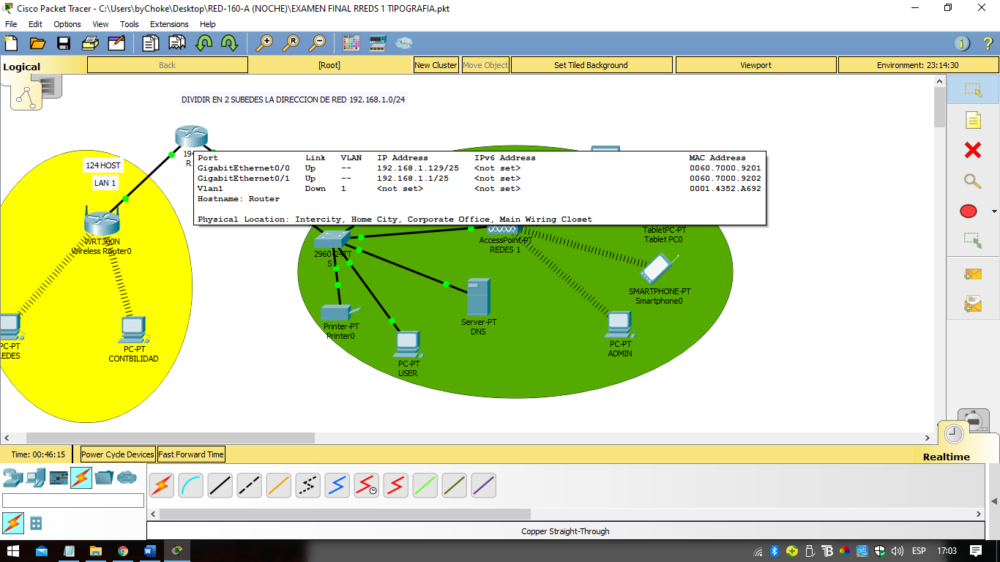 Cisco Packet Tracer - C:\Users\byChoke\Desktop\RED-160-A (NOCHE)\EXAMEN FINAL RREDS 1 TIPOGRAFIA.pkt
File Edit Options View Tools Extensions Help
Logical
Back
[Root]
New Cluster
Move Object
Set Tiled Background
Viewport
Environment: 23:14:30
DIVIDIR EN 2 SUBEDES LA DIRECCION DE RED 192.168.1.0/24
124 HOST
LAN 1
Port Link VLAN IP Address IPv6 Address MAC Address
GigabitEthernet0/0 Up -- 192.168.1.129/25 <not set> 0060.7000.9201
GigabitEthernet0/1 Up -- 192.168.1.1/25 <not set> 0060.7000.9202
Vlan1 Down 1 <not set> <not set> 0001.4352.A692
Hostname: Router
Physical Location: Intercity, Home City, Corporate Office, Main Wiring Closet
WRT300N
Wireless Router0
2960-24TT
AccessPoint-PT
REDES 1
TabletPC-PT
Tablet PC0
SMARTPHONE-PT
Smartphone0
Printer-PT
Printer0
Server-PT
DNS
PC-PT
USER
PC-PT
ADMIN
PC-PT
CONTBILIDAD
PC-PT
EDES
Time: 00:46:15
Power Cycle Devices
Fast Forward Time
Realtime
Copper Straight-Through
ESP
17:03